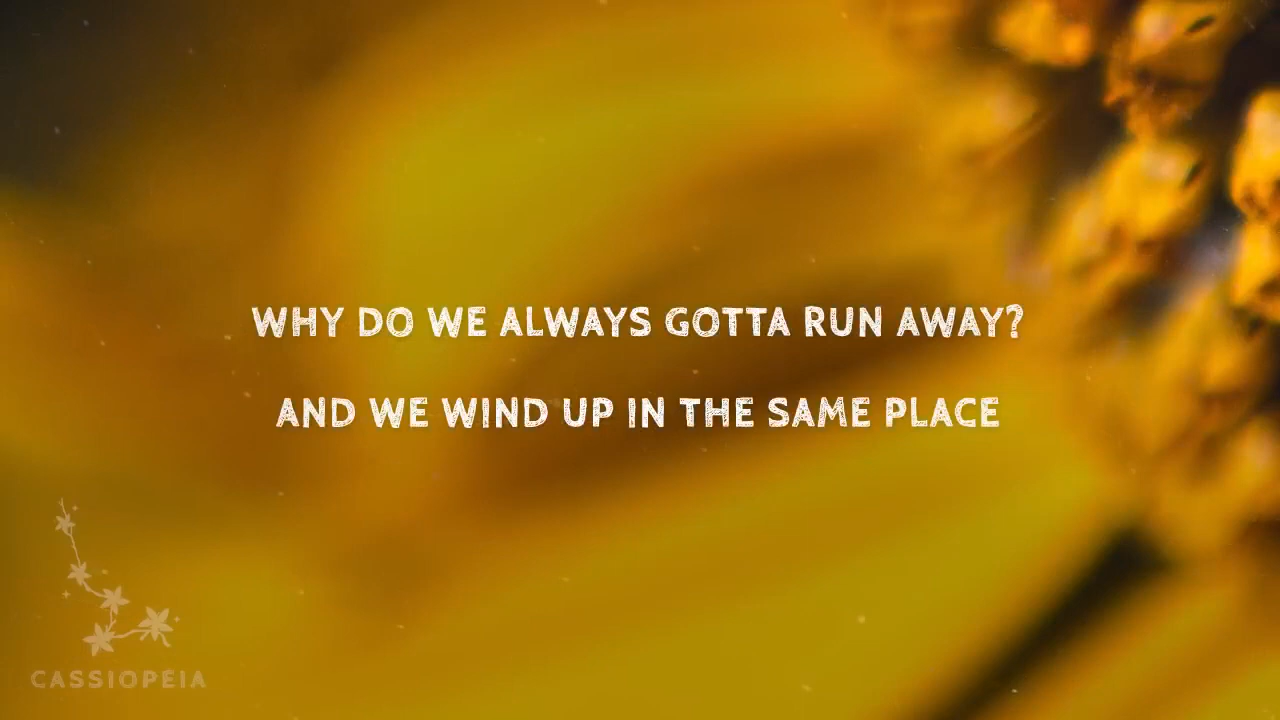 WHY DO WE ALWAYS GOTTA RUN AWAY?
AND WE WIND UP IN THE SAME PLACE
CASSIOPEIA